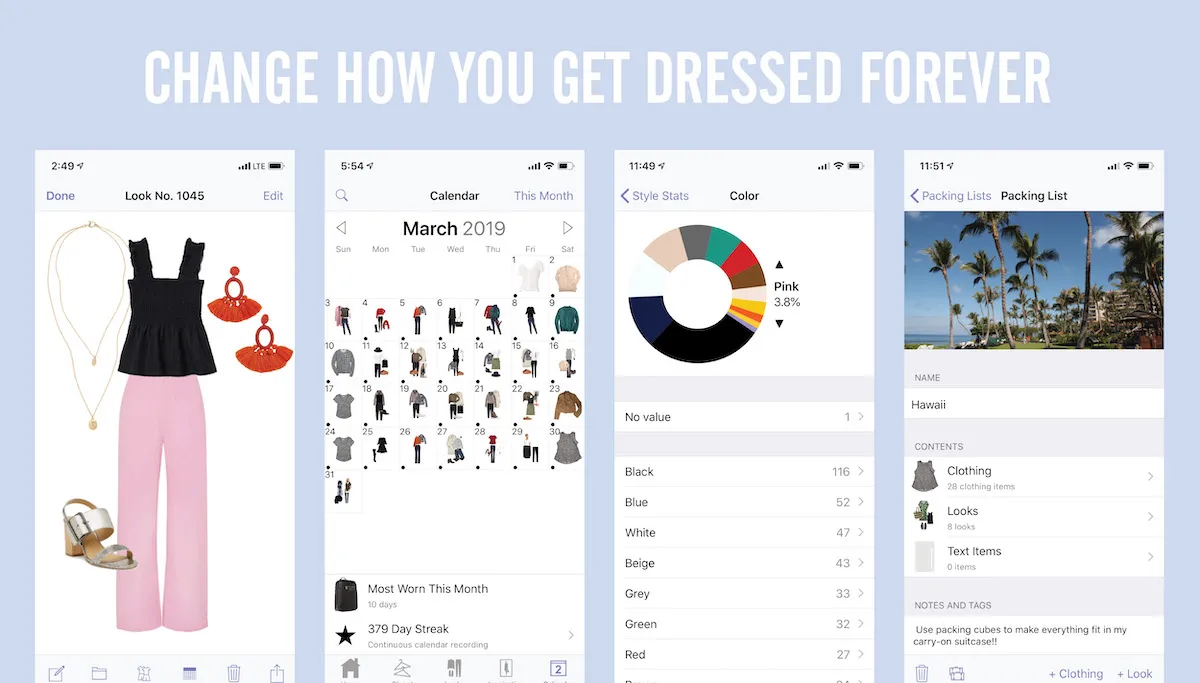 CHANGE HOW YOU GET DRESSED FOREVER
2:49
LTE
Done
Look No. 1045
Edit
5:54
Calendar
This Month
March 2019
Sun Mon Tue Wed Thu Fri Sat
1 2
3 4 5 6 7 8 9
10 11 12 13 14 15 16
17 18 19 20 21 22 23
24 25 26 27 28 29 30
31
Most Worn This Month
10 days
379 Day Streak
Continuous calendar recording
2
11:49
Style Stats
Color
Pink
3.8%
No value 1
Black 116
Blue 52
White 47
Beige 43
Grey 33
Green 32
Red 27
11:51
Packing Lists
Packing List
NAME
Hawaii
CONTENTS
Clothing
28 clothing items
Looks
8 looks
Text Items
0 items
NOTES AND TAGS
Use packing cubes to make everything fit in my
carry-on suitcase!!
+ Clothing
+ Look